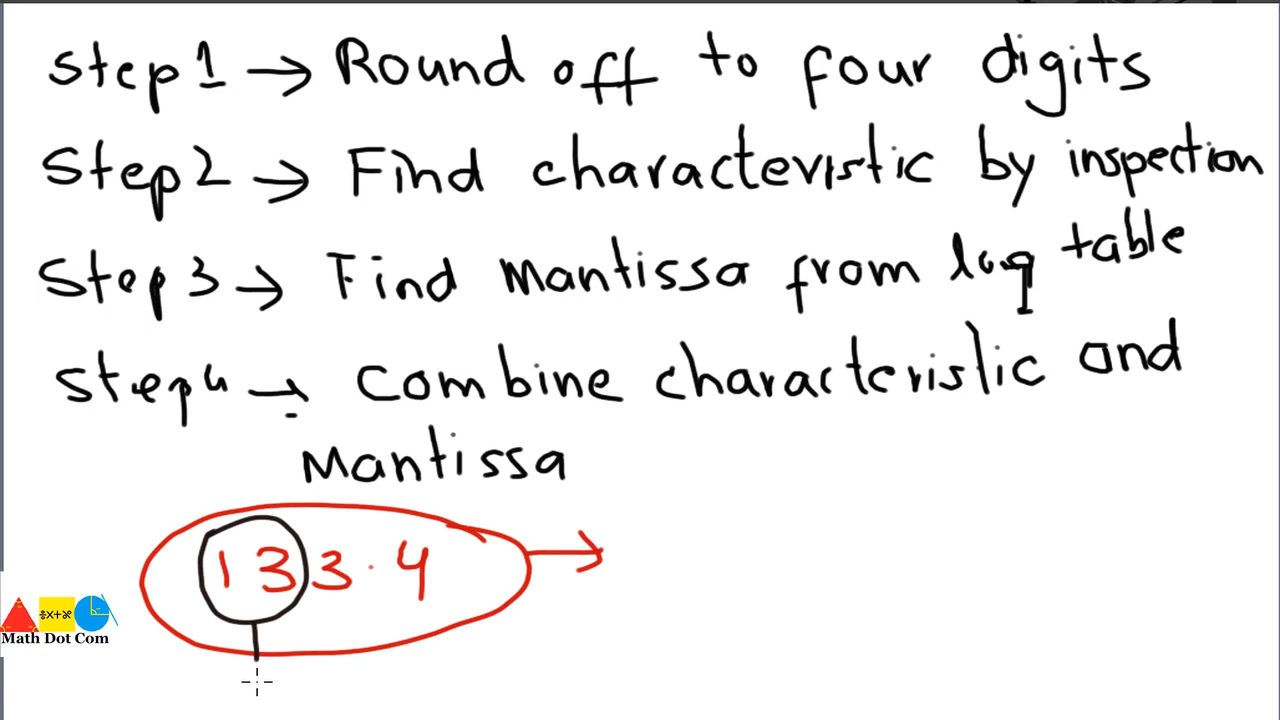 Step 1 → Round off to four digits
Step 2 → Find characteristic by inspection
Step 3 → Find Mantissa from log table
Step 4 → Combine characteristic and
Mantissa
133.4 →
÷×+
Math Dot Com